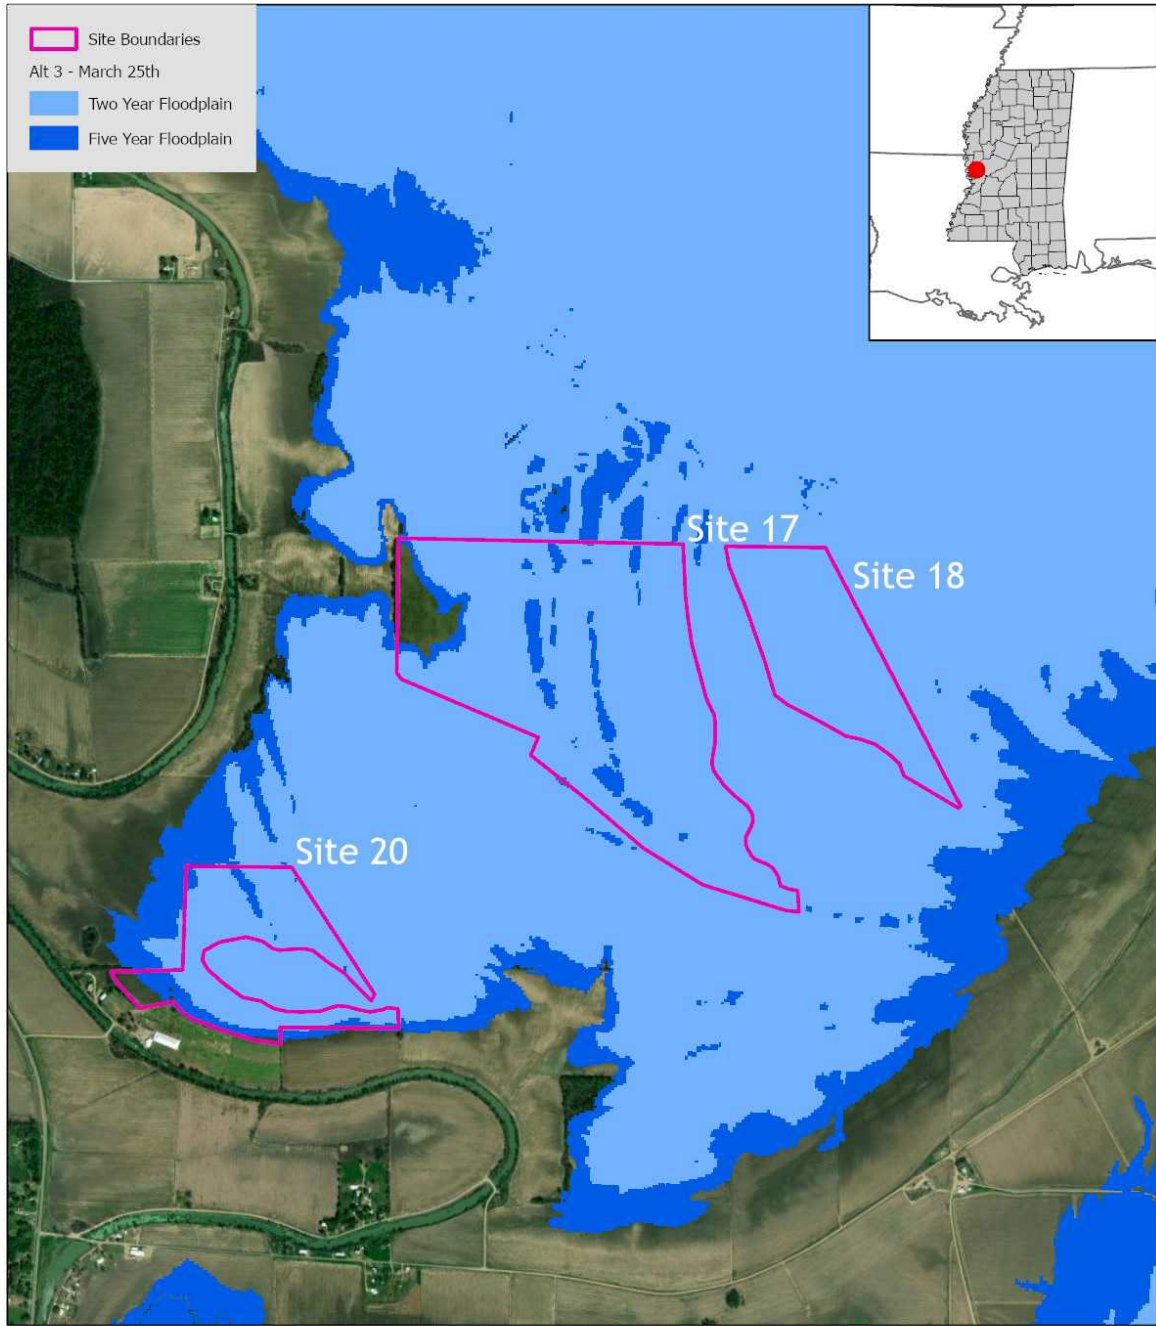 Site Boundaries
Alt 3 - March 25th
Two Year Floodplain
Five Year Floodplain
Site 17
Site 18
Site 20